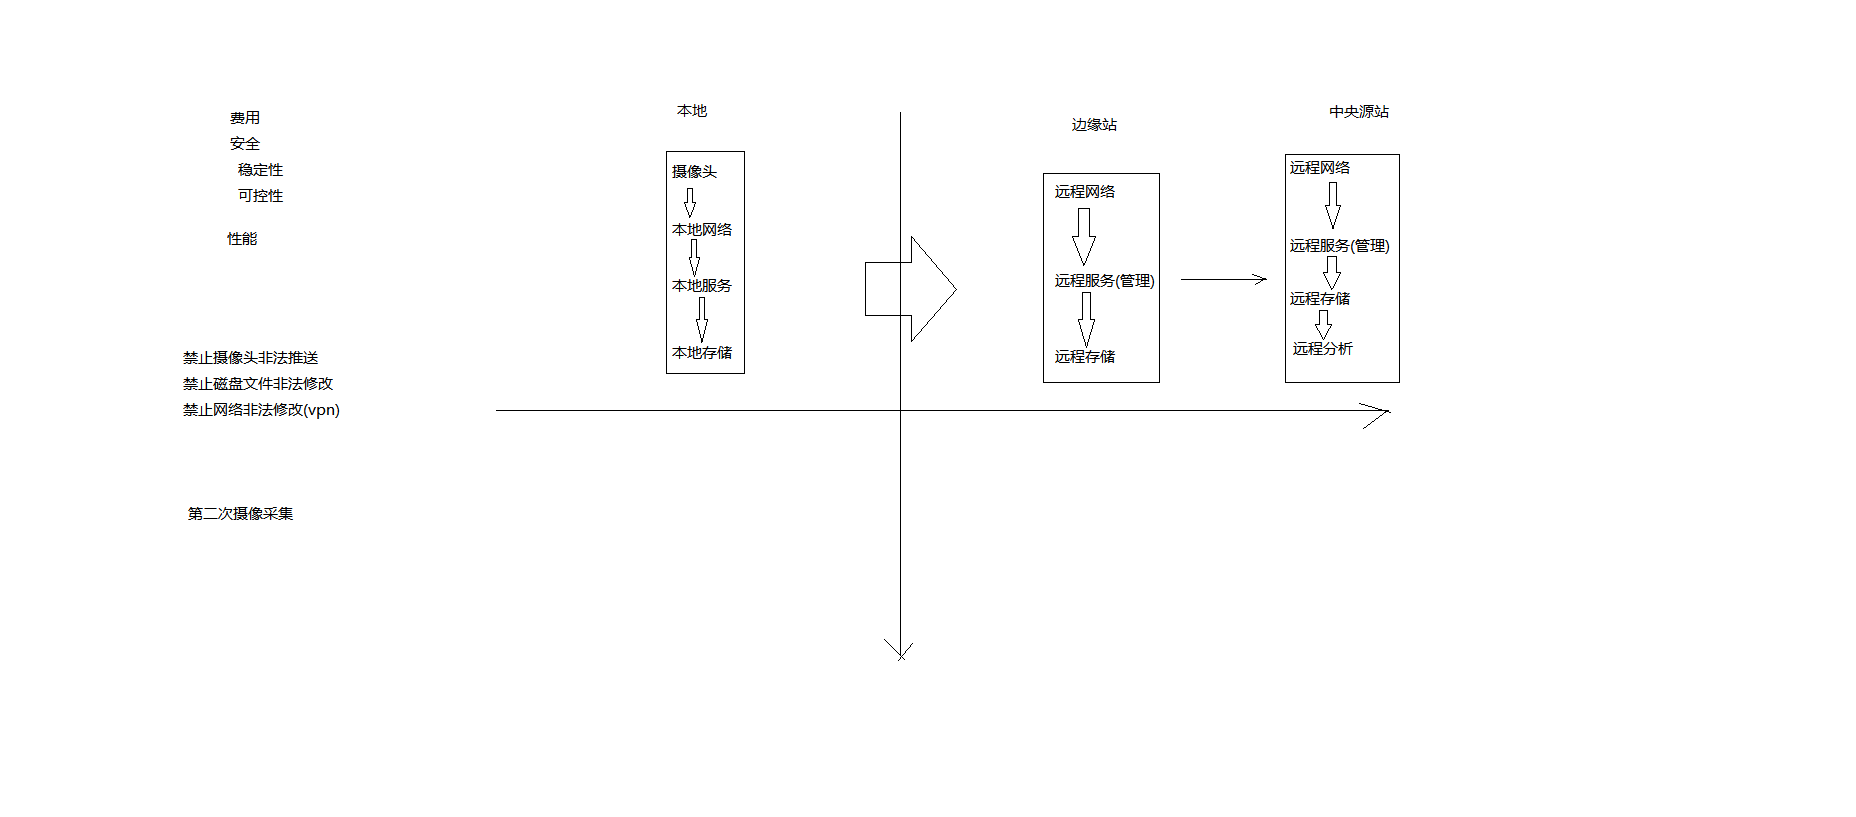 费用
安全
稳定性
可控性
性能
禁止摄像头非法推送
禁止磁盘文件非法修改
禁止网络非法修改(vpn)
第二次摄像采集
本地
摄像头
本地网络
本地服务
本地存储
边缘站
远程网络
远程服务(管理)
远程存储
中央源站
远程网络
远程服务(管理)
远程存储
远程分析